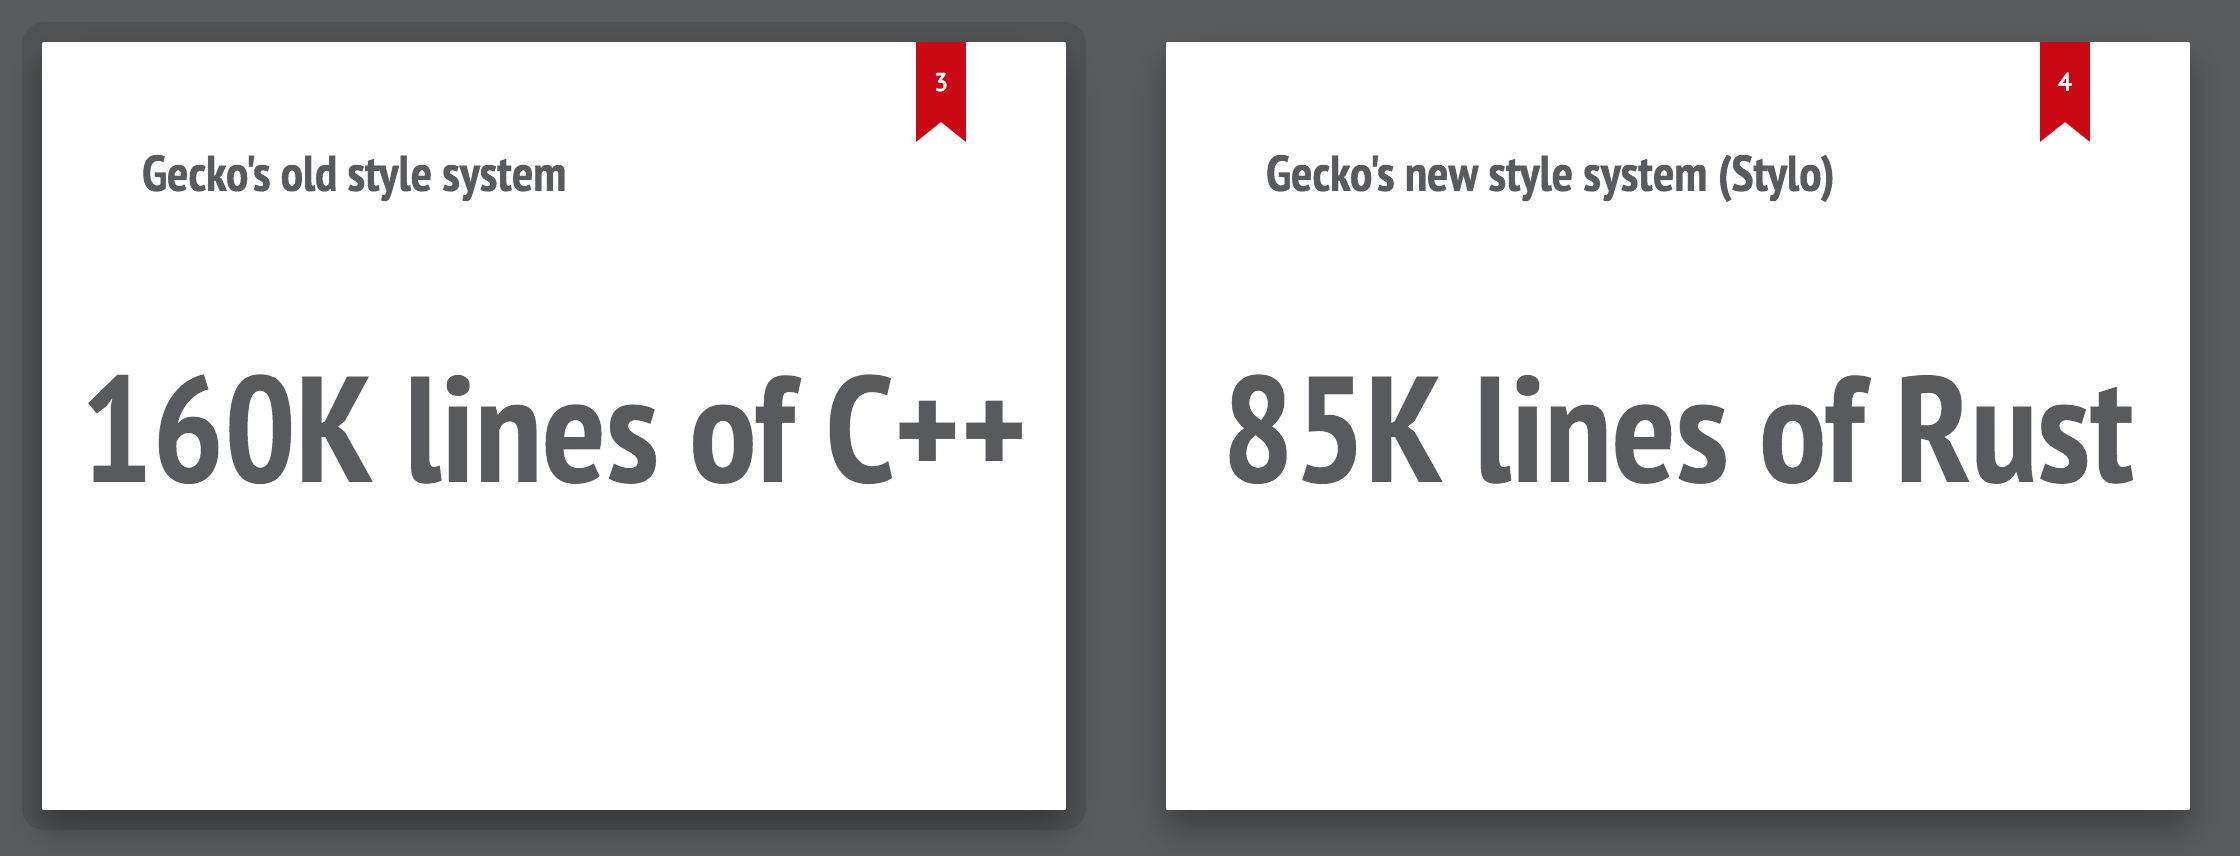 3
Gecko's old style system
160K lines of C++
4
Gecko's new style system (Stylo)
85K lines of Rust